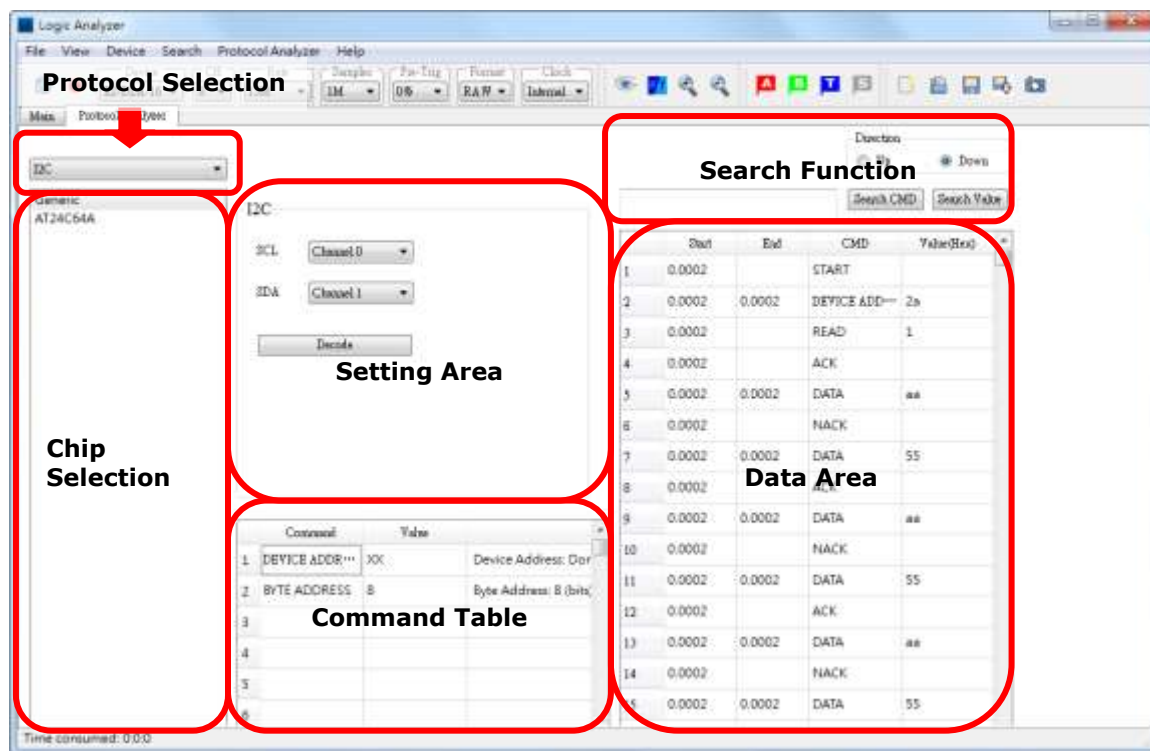 Logic Analyzer
File View Device Search Protocol Analyzer Help
Protocol Selection
Samples Pre-Trig Format Clock
1M 0% RAW Internal
A T
Main Protocol Analyzer
I2C
Generic
AT24C64A
Chip
Selection
I2C
SCL Channel 0
SDA Channel 1
Decode
Setting Area
Command Value
1 DEVICE ADDR··· XX Device Address: Don
2 BYTE ADDRESS 8 Byte Address: 8 (bits)
3
4
5
6
Command Table
Direction
Up Down
Search Function
Search CMD Search Value
Start End CMD Value(Hex)
1 0.0002 START
2 0.0002 0.0002 DEVICE ADD··· 2a
3 0.0002 READ 1
4 0.0002 ACK
5 0.0002 0.0002 DATA aa
6 0.0002 NACK
7 0.0002 0.0002 DATA 55
Data Area
8 0.0002 ACK
9 0.0002 0.0002 DATA aa
10 0.0002 NACK
11 0.0002 0.0002 DATA 55
12 0.0002 ACK
13 0.0002 0.0002 DATA aa
14 0.0002 NACK
15 0.0002 0.0002 DATA 55
Time consumed: 0:0:0